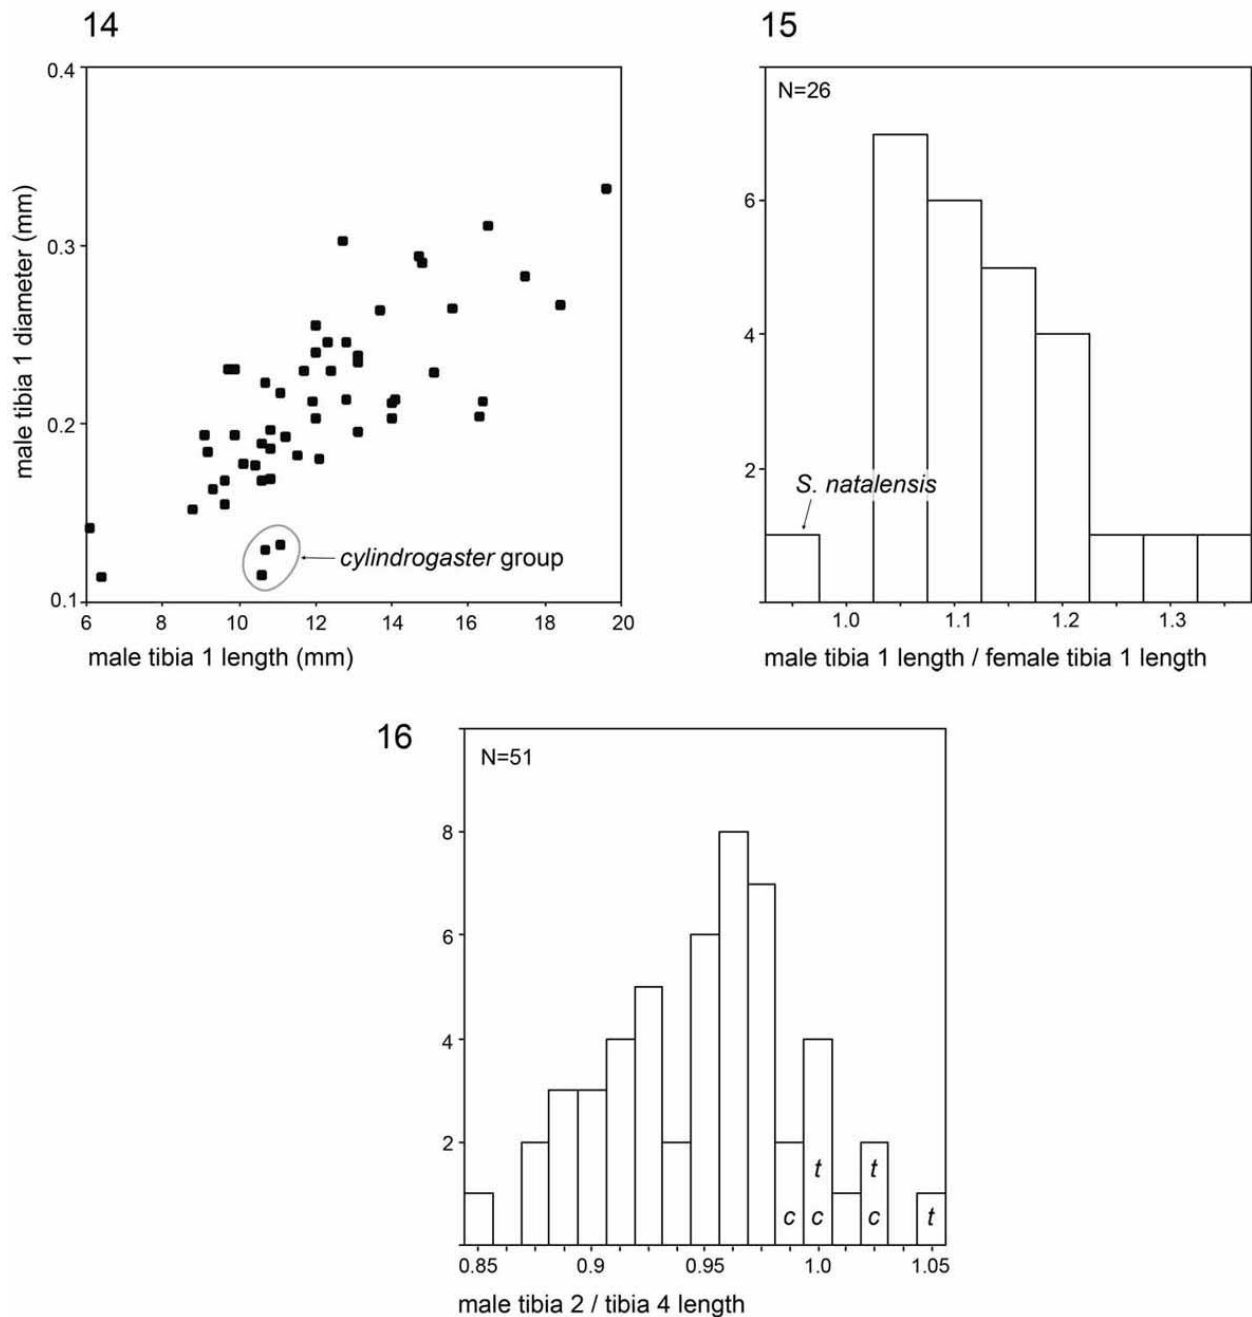 14
0.4
0.3
0.2
0.1
male tibia 1 diameter (mm)
cylindrogaster group
6 8 10 12 14 16 18 20
male tibia 1 length (mm)
15
N=26
6
4
2
S. natalensis
1.0 1.1 1.2 1.3
male tibia 1 length / female tibia 1 length
16
N=51
8
6
4
2
t t
c c c t
0.85 0.9 0.95 1.0 1.05
male tibia 2 / tibia 4 length